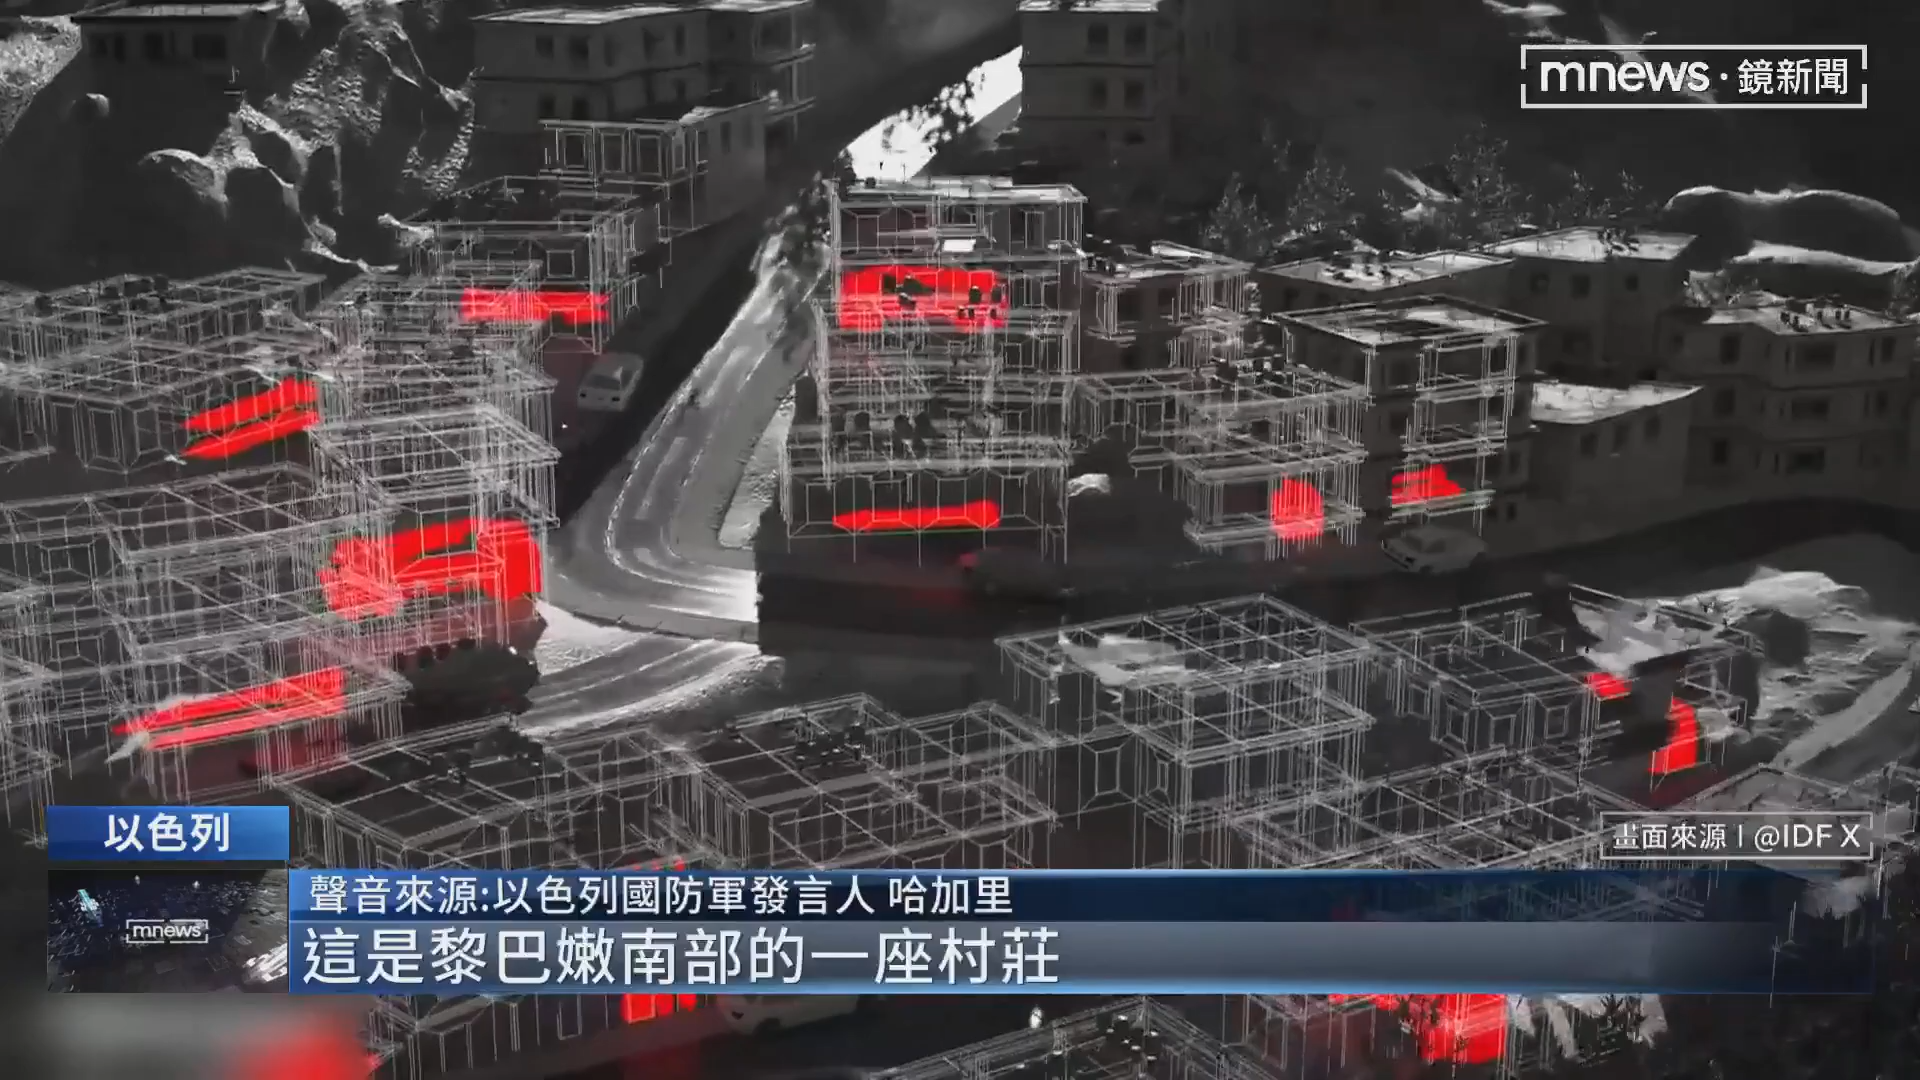 mnews·鏡新聞
畫面來源 | @IDF X
以色列
mnews
聲音來源:以色列國防軍發言人 哈加里
這是黎巴嫩南部的一座村莊